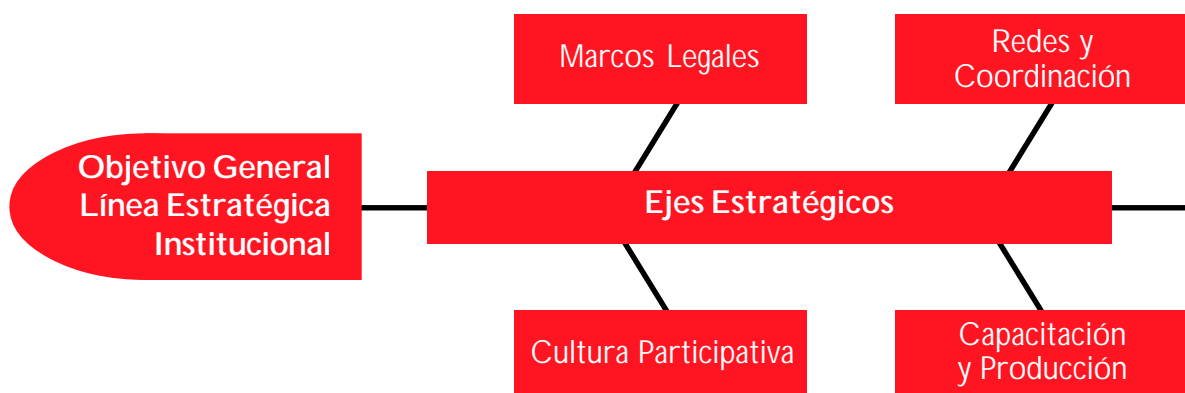 Marcos Legales
Redes y
Coordinación
Objetivo General
Línea Estratégica
Institucional
Ejes Estratégicos
Cultura Participativa
Capacitación
y Producción